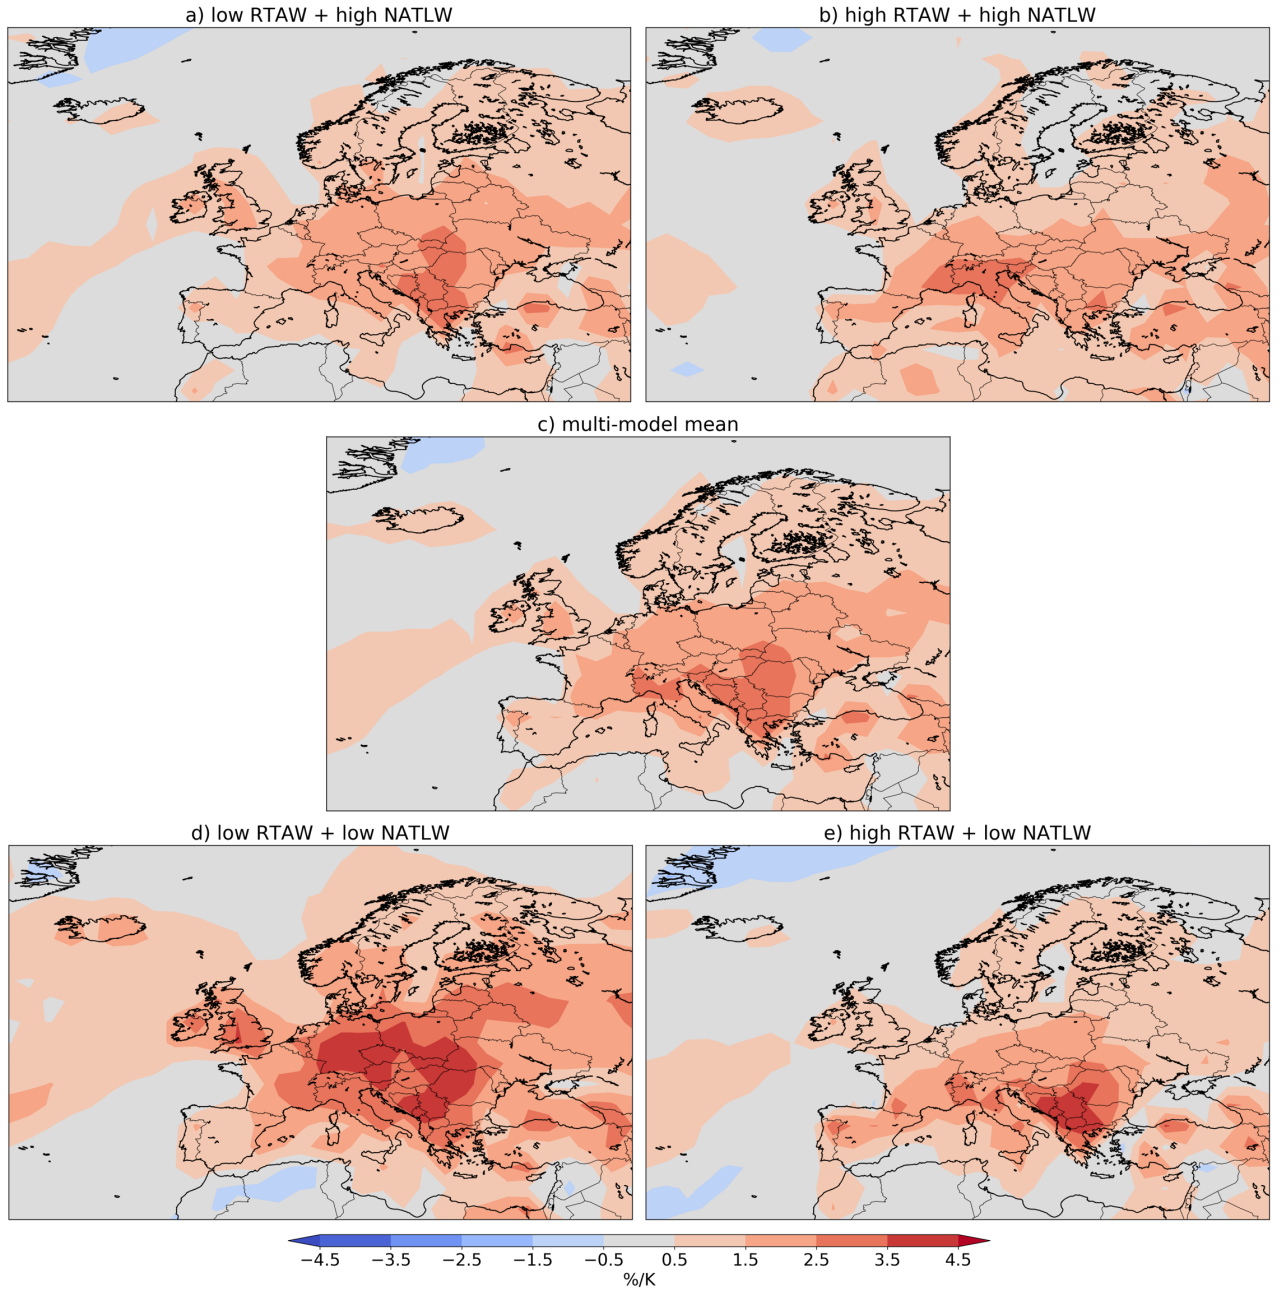 a) low RTAW + high NATLW
b) high RTAW + high NATLW
c) multi-model mean
d) low RTAW + low NATLW
e) high RTAW + low NATLW
−4.5 −3.5 −2.5 −1.5 −0.5 0.5 1.5 2.5 3.5 4.5
%/K